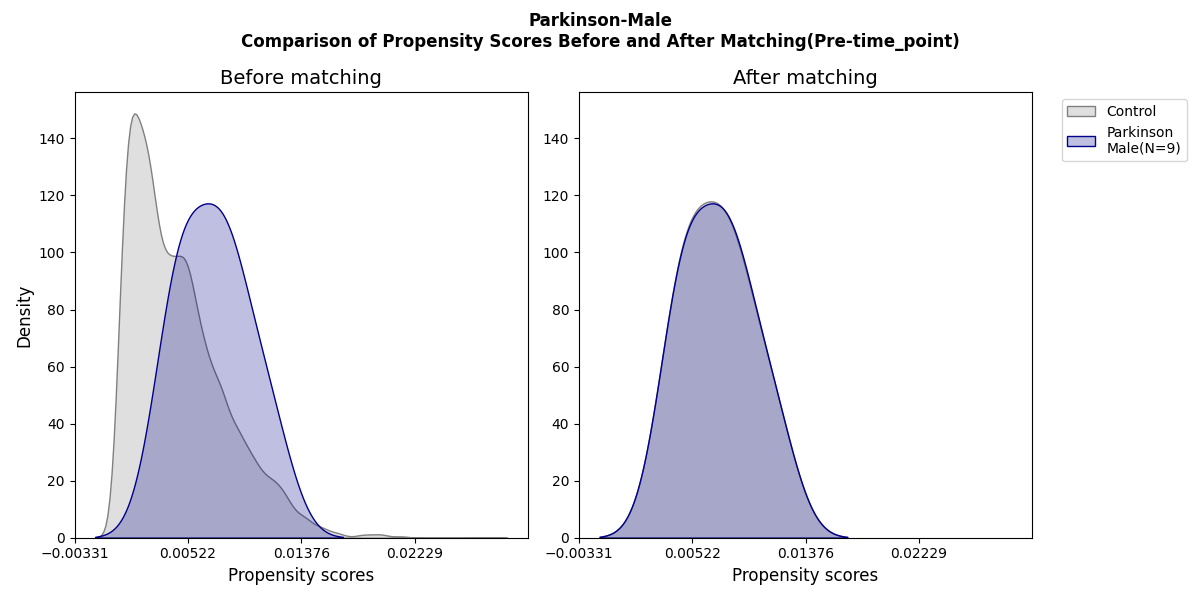 Parkinson-Male
Comparison of Propensity Scores Before and After Matching(Pre-time_point)
Before matching
After matching
Density
140
120
100
80
60
40
20
0
−0.00331
0.00522
0.01376
0.02229
Propensity scores
140
120
100
80
60
40
20
0
−0.00331
0.00522
0.01376
0.02229
Propensity scores
Control
Parkinson
Male(N=9)